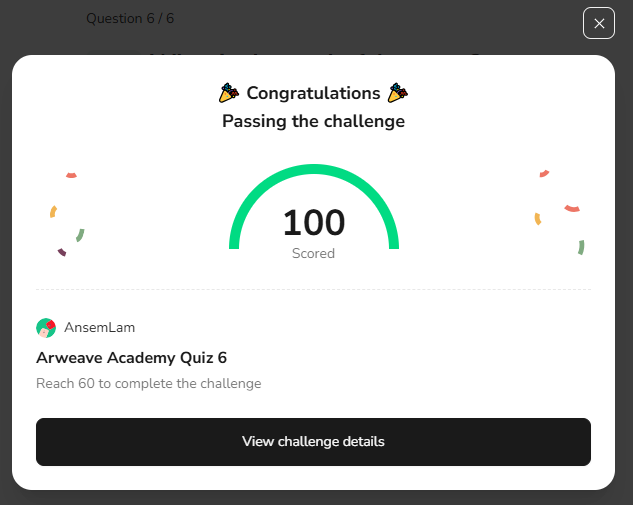 Question 6 / 6
Congratulations
Passing the challenge
100
Scored
AnsemLam
Arweave Academy Quiz 6
Reach 60 to complete the challenge
View challenge details